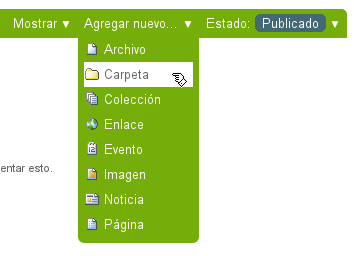 Mostrar ▼ Agregar nuevo... ▼ Estado: Publicado ▼
Archivo
Carpeta
Colección
Enlace
Evento
entar esto.
Imagen
Noticia
Página